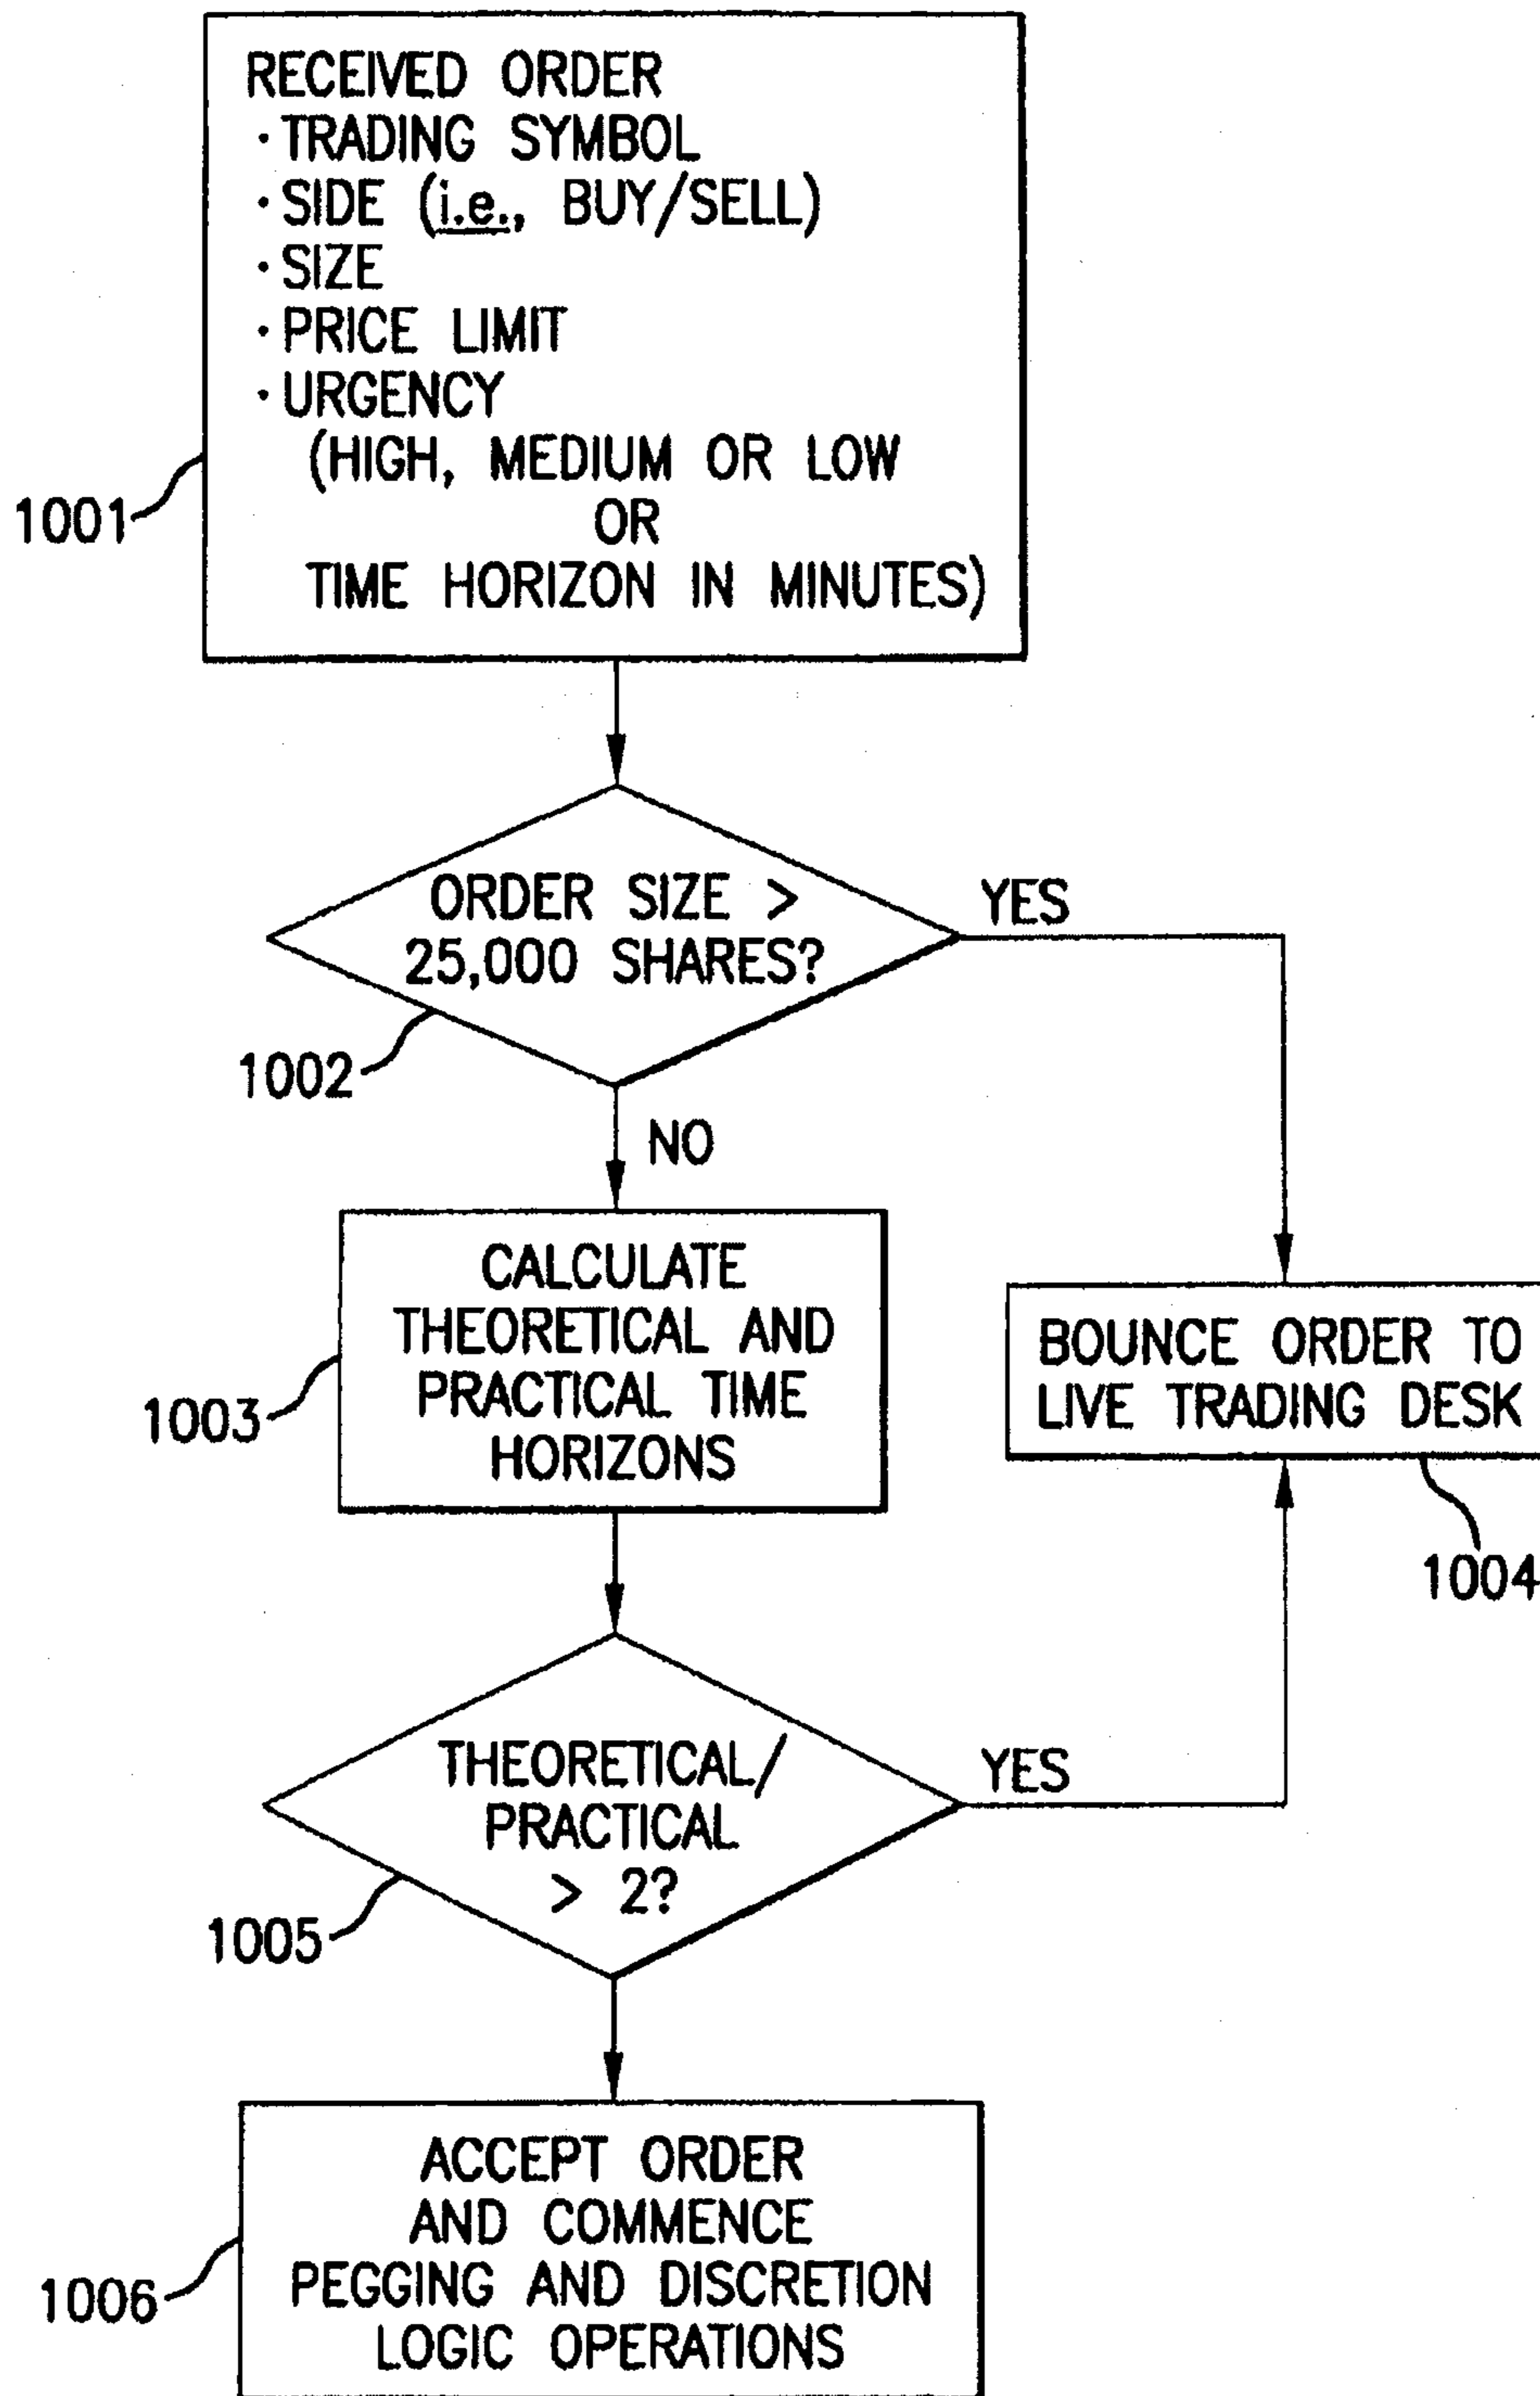 RECEIVED ORDER
· TRADING SYMBOL
· SIDE (i.e., BUY/SELL)
· SIZE
· PRICE LIMIT
· URGENCY
(HIGH, MEDIUM OR LOW
OR
TIME HORIZON IN MINUTES)
1001
ORDER SIZE >
25,000 SHARES?
YES
1002
NO
CALCULATE
THEORETICAL AND
PRACTICAL TIME
HORIZONS
1003
BOUNCE ORDER TO
LIVE TRADING DESK
1004
THEORETICAL/
PRACTICAL
> 2?
YES
1005
ACCEPT ORDER
AND COMMENCE
PEGGING AND DISCRETION
LOGIC OPERATIONS
1006